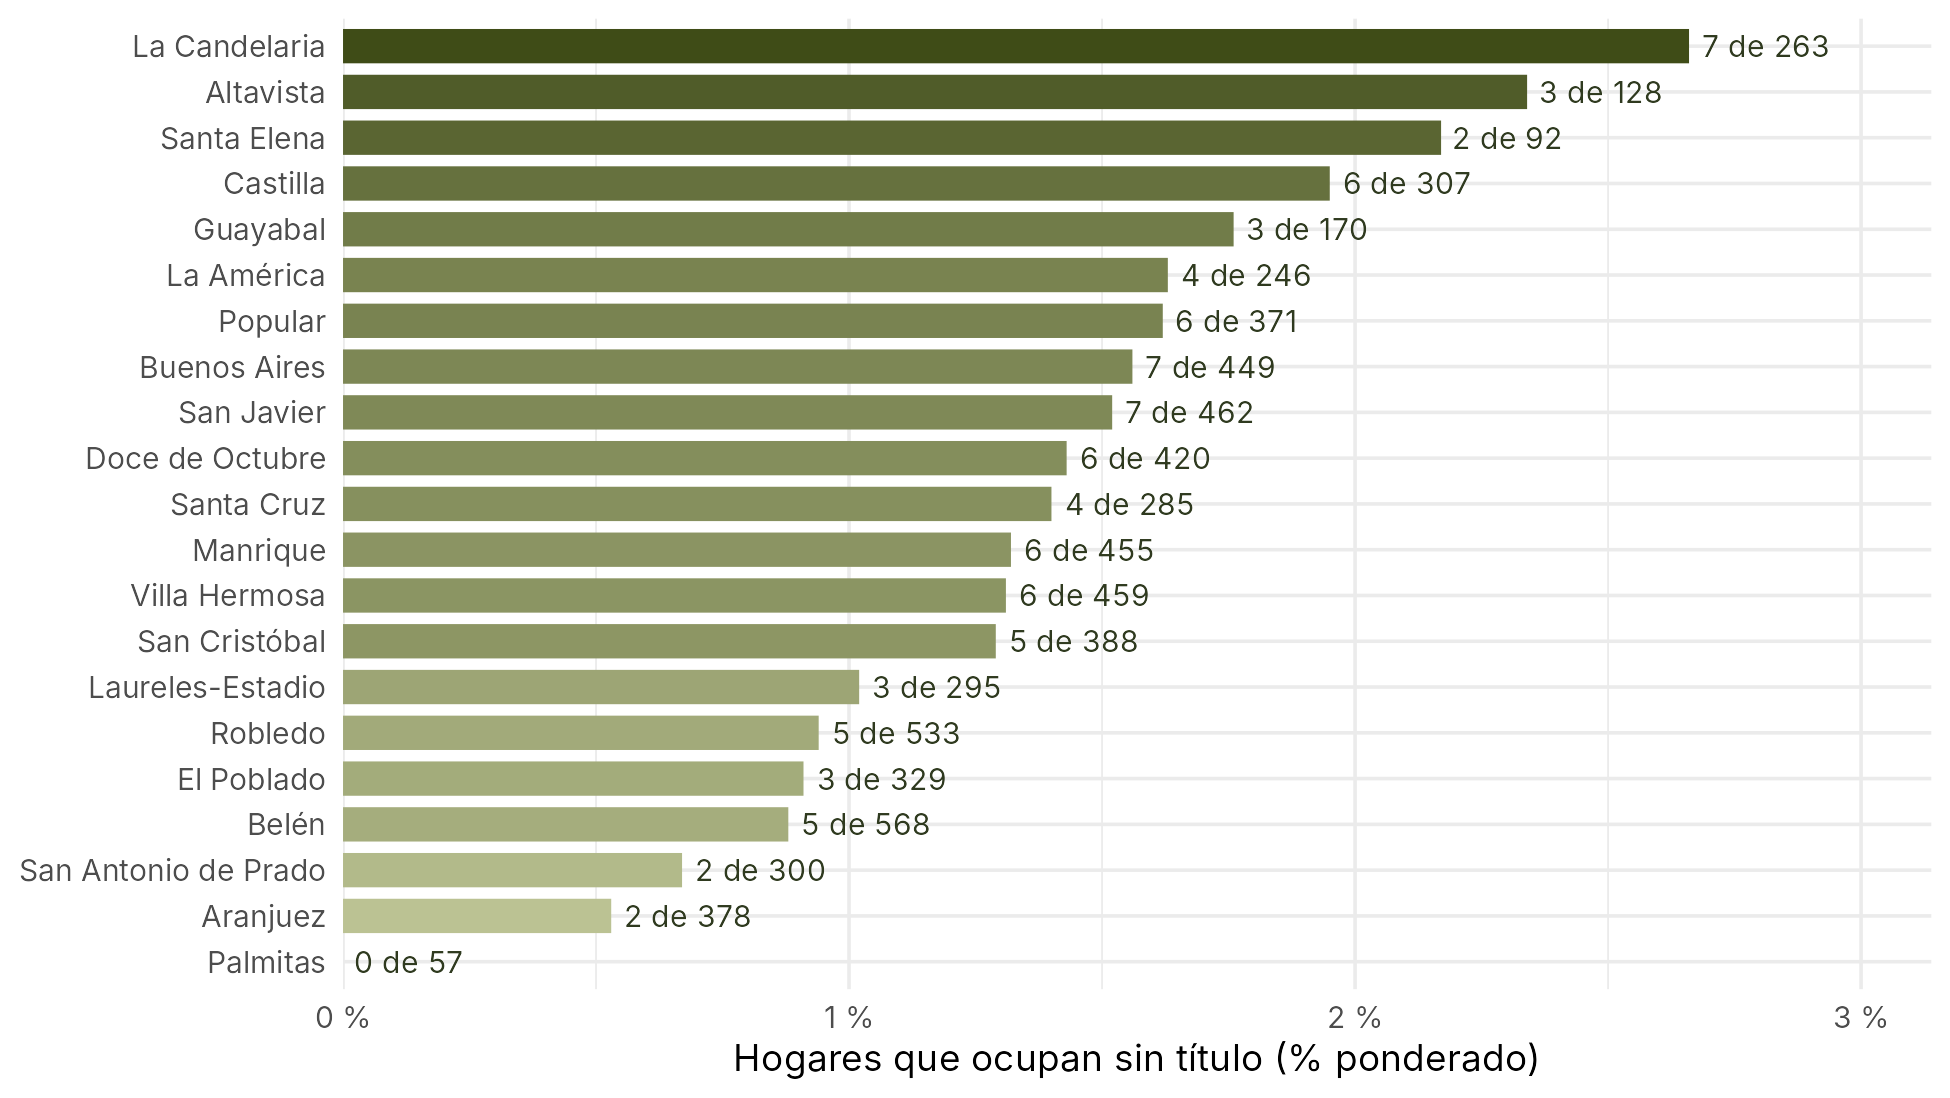 La Candelaria 7 de 263
Altavista 3 de 128
Santa Elena 2 de 92
Castilla 6 de 307
Guayabal 3 de 170
La América 4 de 246
Popular 6 de 371
Buenos Aires 7 de 449
San Javier 7 de 462
Doce de Octubre 6 de 420
Santa Cruz 4 de 285
Manrique 6 de 455
Villa Hermosa 6 de 459
San Cristóbal 5 de 388
Laureles-Estadio 3 de 295
Robledo 5 de 533
El Poblado 3 de 329
Belén 5 de 568
San Antonio de Prado 2 de 300
Aranjuez 2 de 378
Palmitas 0 de 57
0 % 1 % 2 % 3 %
Hogares que ocupan sin título (% ponderado)